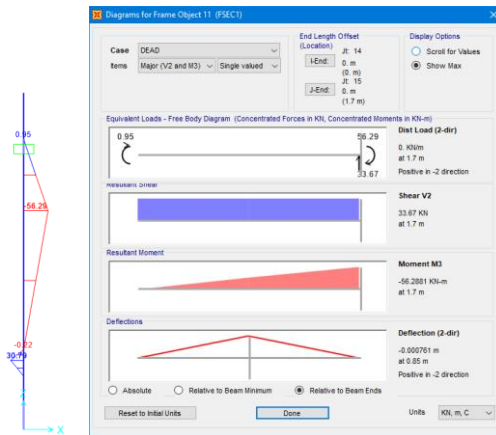 Diagrams for Frame Object 11 (FSEC1)
Case
DEAD
Items
Major (V2 and M3)
Single valued
End Length Offset
(Location)
I-End:
Jt: 14
0. m
(0. m)
J-End:
Jt: 15
0. m
(1.7 m)
Display Options
Scroll for Values
Show Max
Equivalent Loads - Free Body Diagram (Concentrated Forces in KN, Concentrated Moments in KN-m)
0.95
56.29
33.67
Dist Load (2-dir)
0. KN/m
at 1.7 m
Positive in -2 direction
Resultant Shear
Shear V2
33.67 KN
at 1.7 m
Resultant Moment
Moment M3
-56.2881 KN-m
at 1.7 m
Deflections
Deflection (2-dir)
-0.000761 m
at 0.85 m
Positive in -2 direction
Absolute
Relative to Beam Minimum
Relative to Beam Ends
Reset to Initial Units
Done
Units
KN, m, C
0.95
-56.29
-0.22
30.79
X